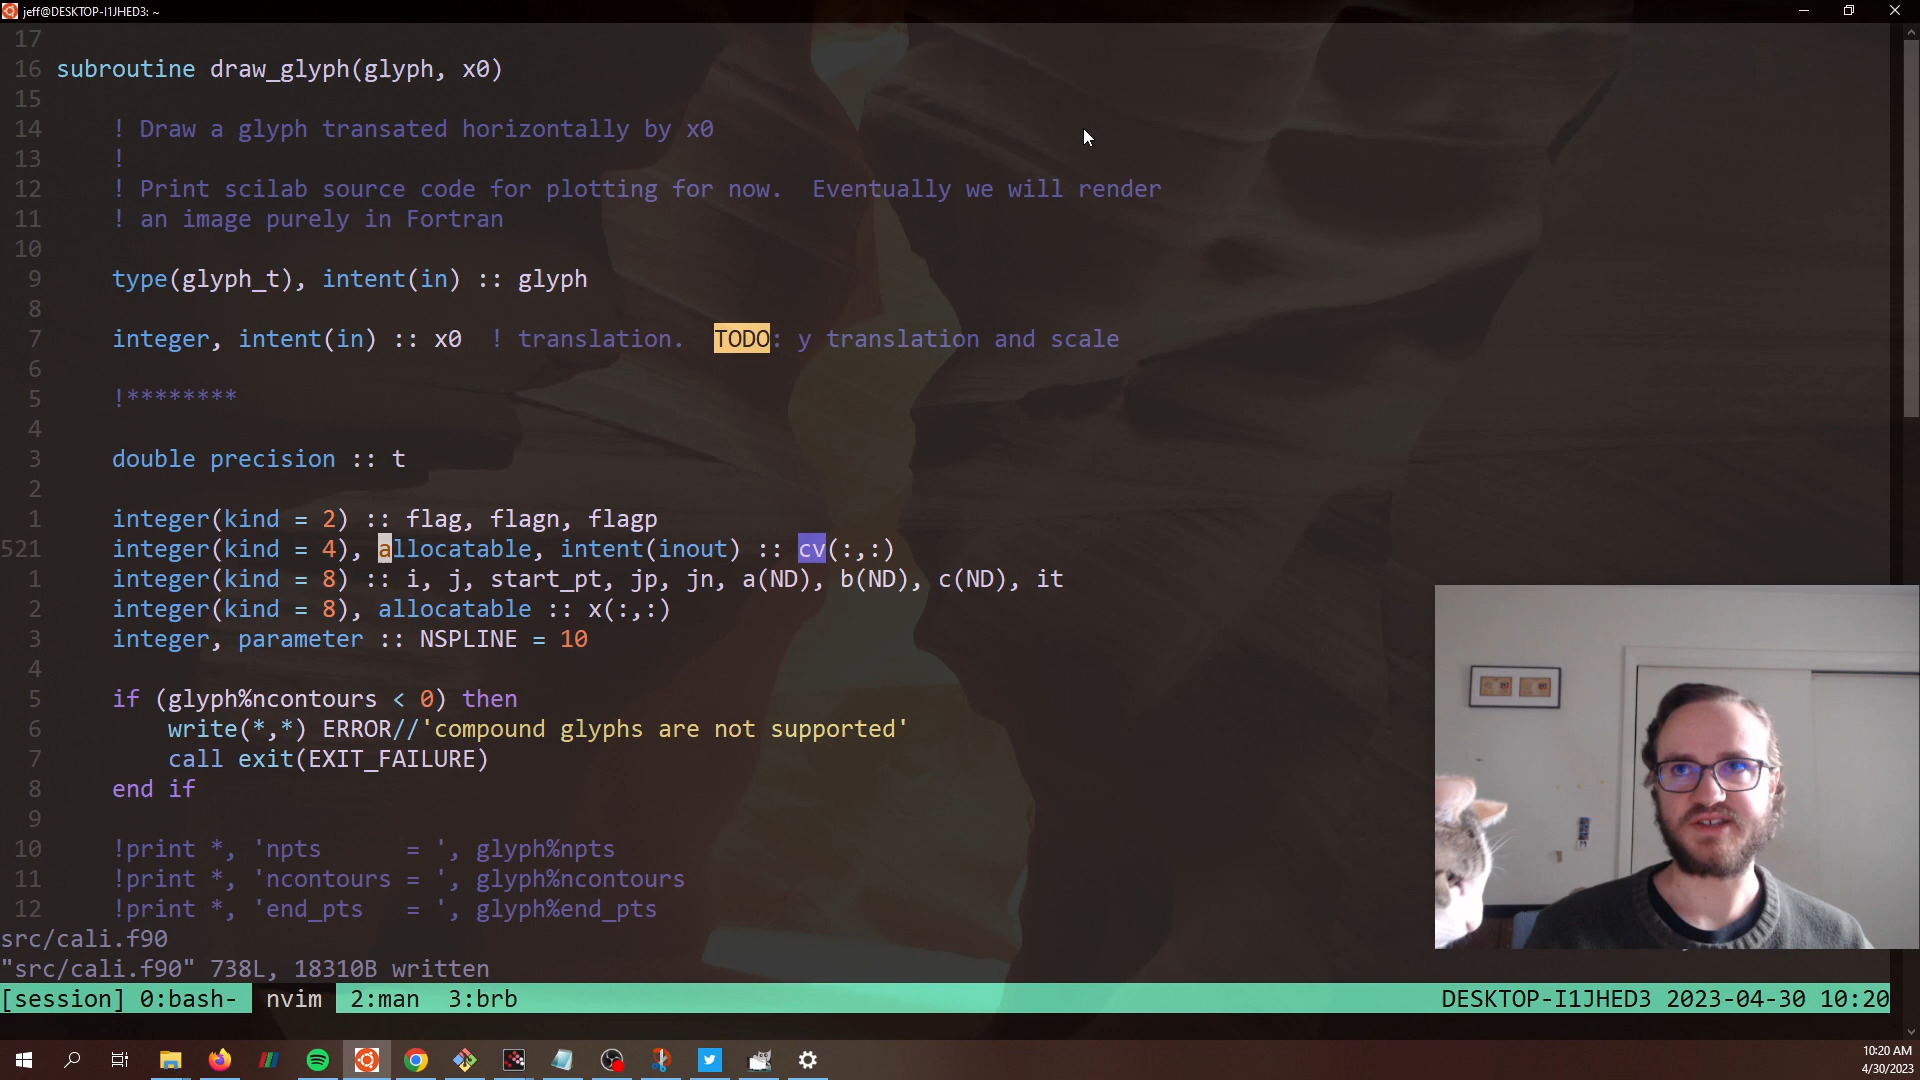 jeff@DESKTOP-I1JHED3: ~
17
16 subroutine draw_glyph(glyph, x0)
15
14     ! Draw a glyph transated horizontally by x0
13     !
12     ! Print scilab source code for plotting for now.  Eventually we will render
11     ! an image purely in Fortran
10
9     type(glyph_t), intent(in) :: glyph
8
7     integer, intent(in) :: x0  ! translation.  TODO: y translation and scale
6
5     !********
4
3     double precision :: t
2
1     integer(kind = 2) :: flag, flagn, flagp
521     integer(kind = 4), allocatable, intent(inout) :: cv(:,:)
1     integer(kind = 8) :: i, j, start_pt, jp, jn, a(ND), b(ND), c(ND), it
2     integer(kind = 8), allocatable :: x(:,:)
3     integer, parameter :: NSPLINE = 10
4
5     if (glyph%ncontours < 0) then
6         write(*,*) ERROR//'compound glyphs are not supported'
7         call exit(EXIT_FAILURE)
8     end if
9
10     !print *, 'npts      = ', glyph%npts
11     !print *, 'ncontours = ', glyph%ncontours
12     !print *, 'end_pts   = ', glyph%end_pts
src/cali.f90
"src/cali.f90" 738L, 18310B written
[session] 0:bash-  nvim  2:man  3:brb  DESKTOP-I1JHED3 2023-04-30 10:20
10:20 AM
4/30/2023